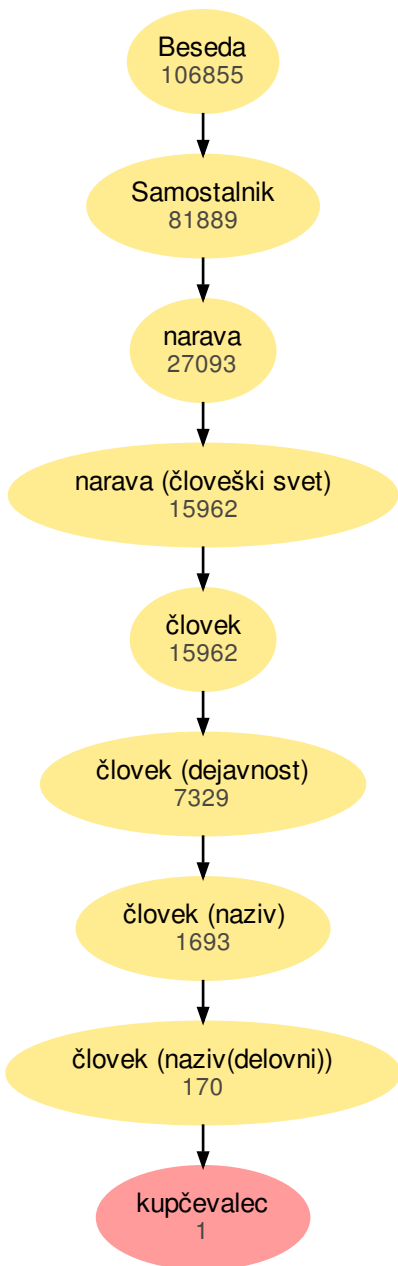 Beseda
106855
Samostalnik
81889
narava
27093
narava (človeški svet)
15962
človek
15962
človek (dejavnost)
7329
človek (naziv)
1693
človek (naziv(delovni))
170
kupčevalec
1